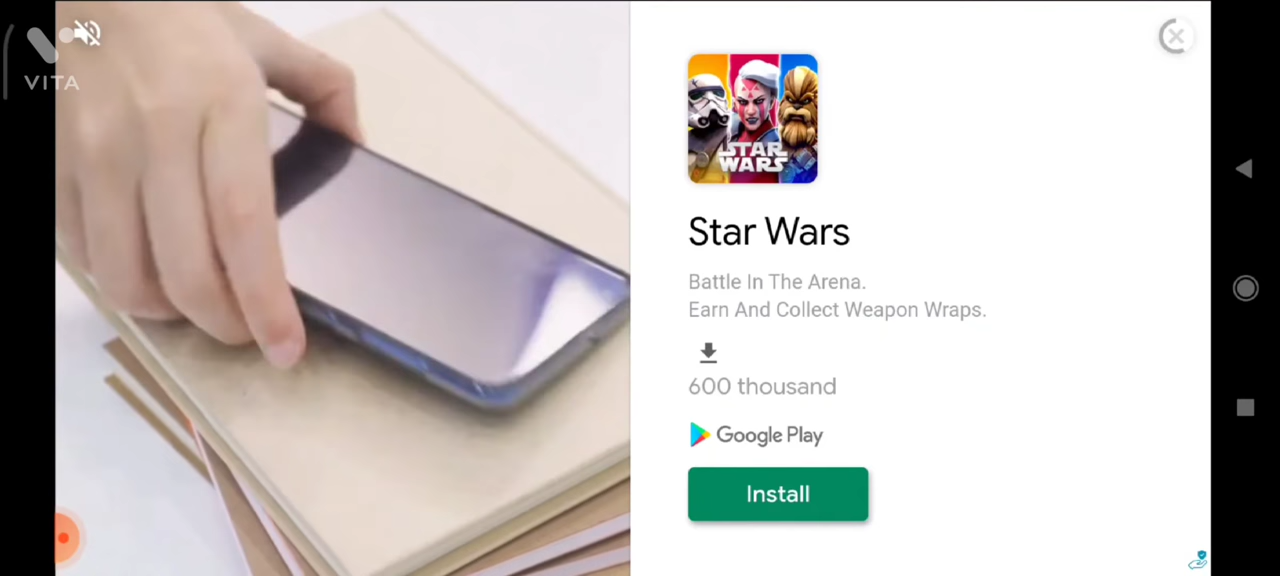 VITA
STAR
WARS
Star Wars
Battle In The Arena.
Earn And Collect Weapon Wraps.
600 thousand
Google Play
Install